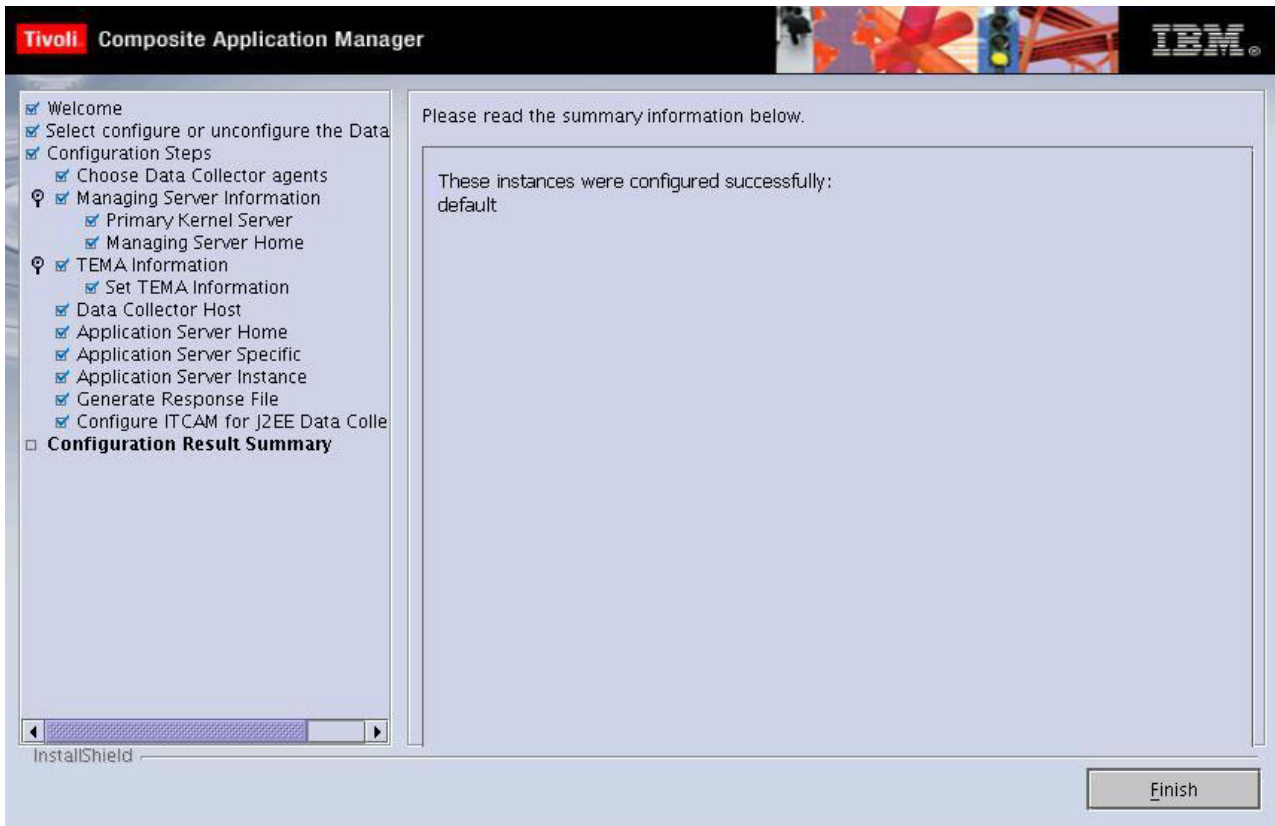 Tivoli. Composite Application Manager
IBM®
Welcome
Select configure or unconfigure the Data
Configuration Steps
Choose Data Collector agents
Managing Server Information
Primary Kernel Server
Managing Server Home
TEMA Information
Set TEMA Information
Data Collector Host
Application Server Home
Application Server Specific
Application Server Instance
Generate Response File
Configure ITCAM for J2EE Data Colle
Configuration Result Summary
Please read the summary information below.
These instances were configured successfully:
default
InstallShield
Finish